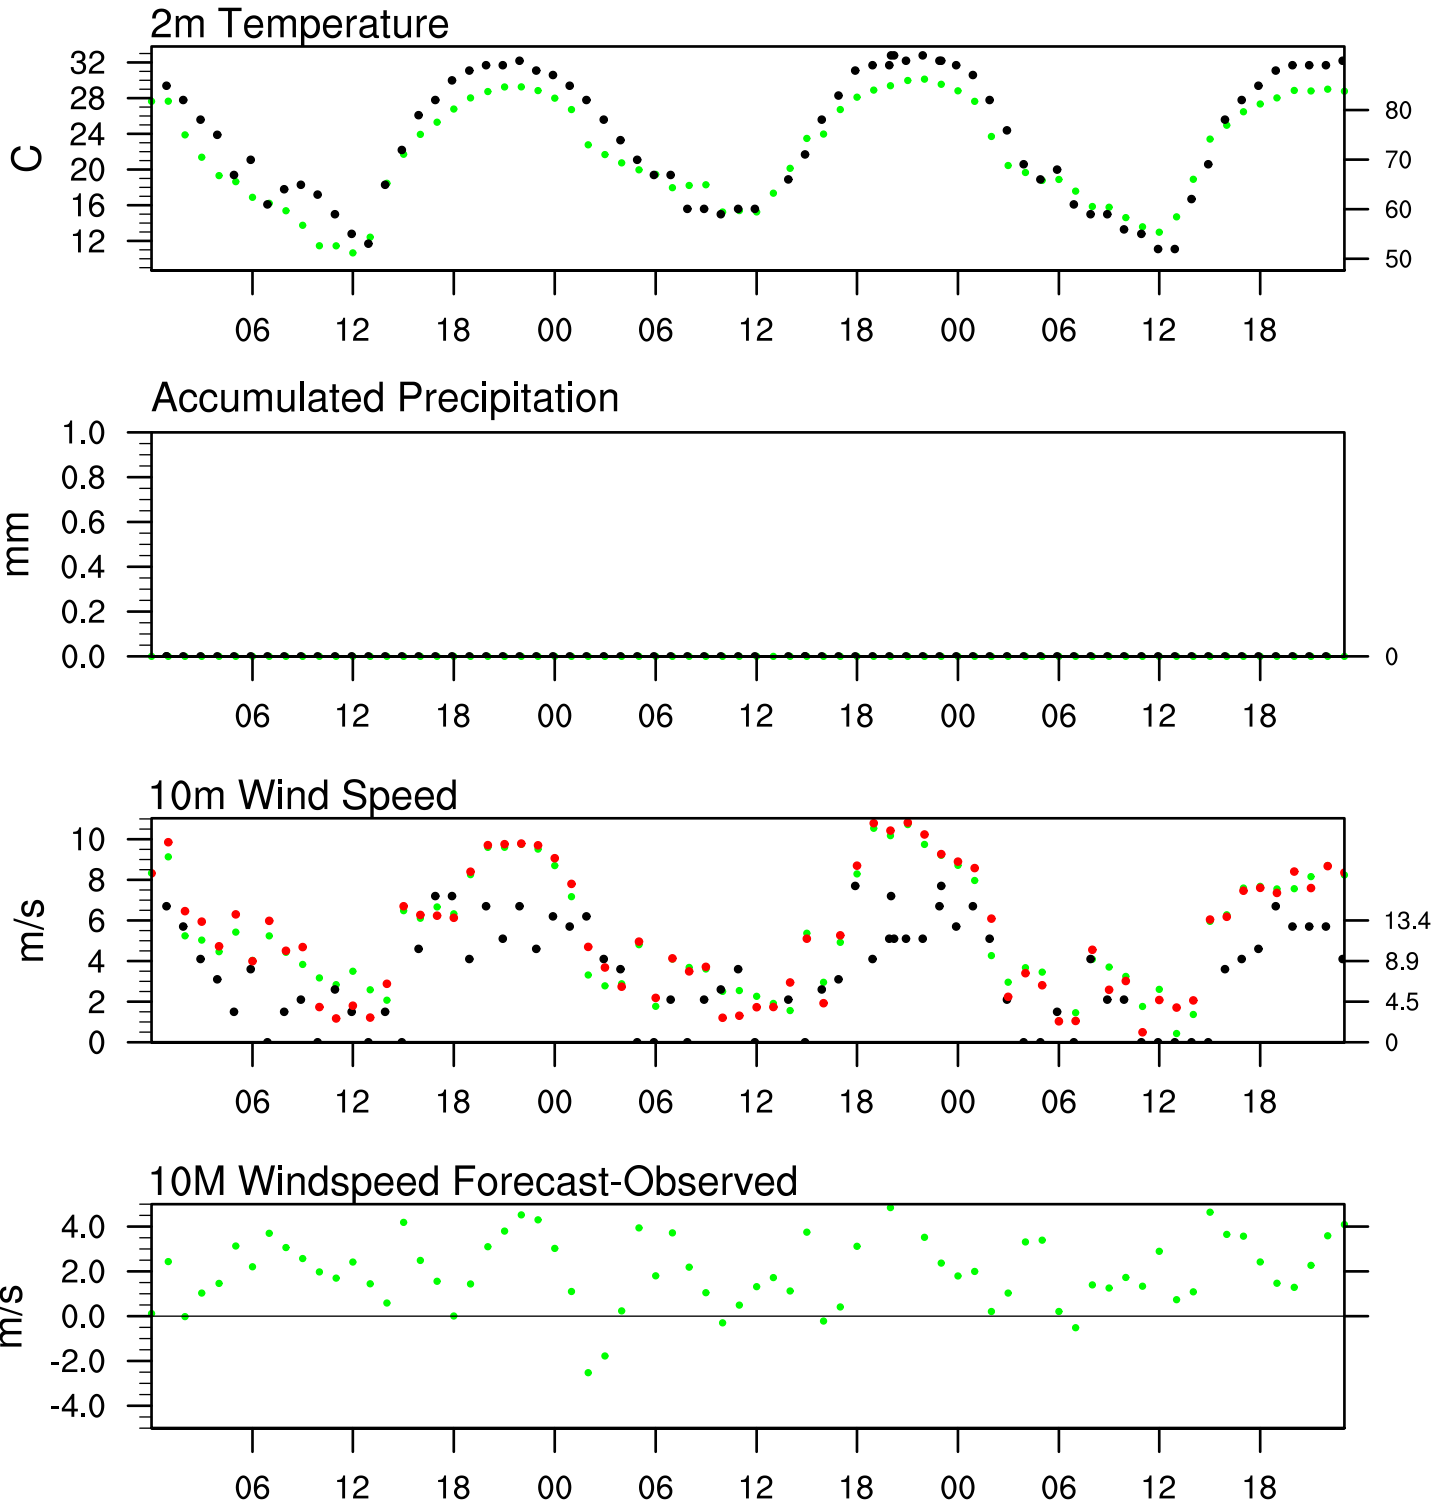 2m Temperature
32
28
24
20
16
12
C
80
70
60
50
06 12 18 00 06 12 18 00 06 12 18
Accumulated Precipitation
1.0
0.8
0.6
0.4
0.2
0.0
mm
0
06 12 18 00 06 12 18 00 06 12 18
10m Wind Speed
10
8
6
4
2
0
m/s
13.4
8.9
4.5
0
06 12 18 00 06 12 18 00 06 12 18
10M Windspeed Forecast-Observed
4.0
2.0
0.0
-2.0
-4.0
m/s
06 12 18 00 06 12 18 00 06 12 18